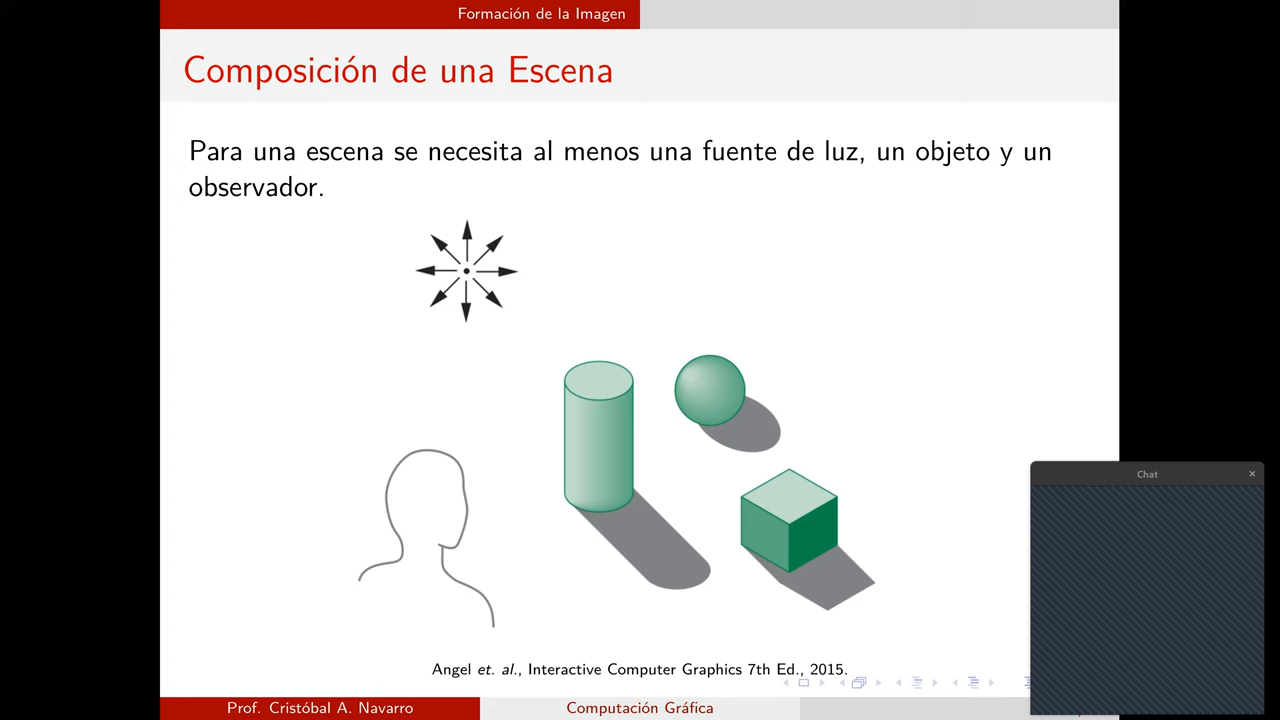 Formación de la Imagen
Composición de una Escena
Para una escena se necesita al menos una fuente de luz, un objeto y un
observador.
Angel et. al., Interactive Computer Graphics 7th Ed., 2015.
Prof. Cristóbal A. Navarro
Computación Gráfica
Chat